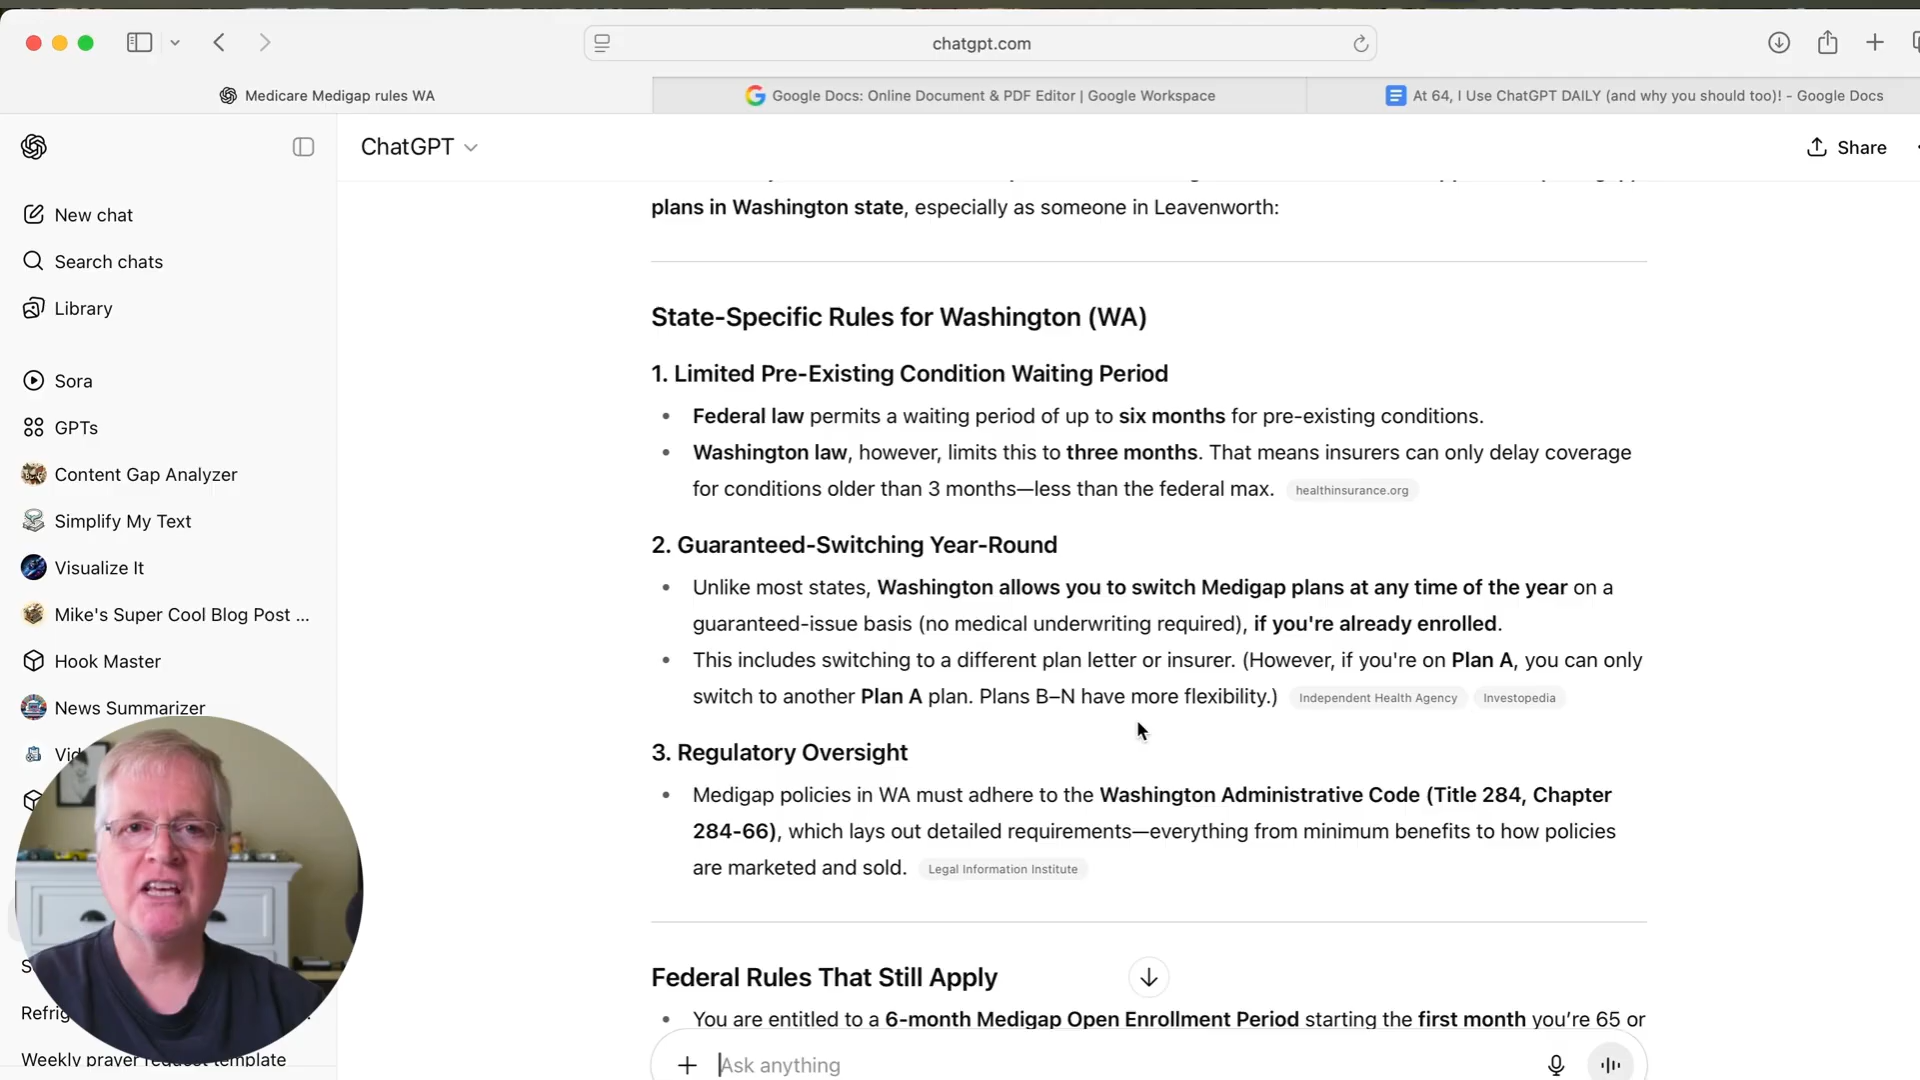 chatgpt.com
Medicare Medigap rules WA
Google Docs: Online Document & PDF Editor | Google Workspace
At 64, I Use ChatGPT DAILY (and why you should too)! - Google Docs
ChatGPT
Share
New chat
Search chats
Library
Sora
GPTs
Content Gap Analyzer
Simplify My Text
Visualize It
Mike's Super Cool Blog Post ...
Hook Master
News Summarizer
Weekly prayer request template
plans in Washington state, especially as someone in Leavenworth:
State-Specific Rules for Washington (WA)
1. Limited Pre-Existing Condition Waiting Period
• Federal law permits a waiting period of up to six months for pre-existing conditions.
• Washington law, however, limits this to three months. That means insurers can only delay coverage
for conditions older than 3 months—less than the federal max. healthinsurance.org
2. Guaranteed-Switching Year-Round
• Unlike most states, Washington allows you to switch Medigap plans at any time of the year on a
guaranteed-issue basis (no medical underwriting required), if you're already enrolled.
• This includes switching to a different plan letter or insurer. (However, if you're on Plan A, you can only
switch to another Plan A plan. Plans B–N have more flexibility.) Independent Health Agency Investopedia
3. Regulatory Oversight
• Medigap policies in WA must adhere to the Washington Administrative Code (Title 284, Chapter
284-66), which lays out detailed requirements—everything from minimum benefits to how policies
are marketed and sold. Legal Information Institute
Federal Rules That Still Apply
• You are entitled to a 6-month Medigap Open Enrollment Period starting the first month you’re 65 or
Ask anything